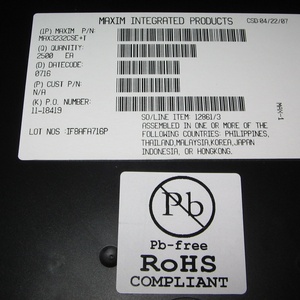 MAXIM INTEGRATED PRODUCTS
CSD 04/22/07
(1P) MAXIM P/N
MAX3232CSE+T
(Q) QUANTITY:
2500 EA
(D) DATECODE:
0716
(P) CUST P/N:
N/A
(K) P.O. NUMBER:
11-18419
SO/LINE ITEM: 12861/3
ASSEMBLED IN ONE OR MORE OF THE
FOLLOWING COUNTRIES: PHILIPPINES,
THAILAND,MALAYSIA,KOREA,JAPAN
INDONESIA, OR HONGKONG.
LOT NOS :IF8AFA716P
Pb
Pb-free
RoHS
COMPLIANT